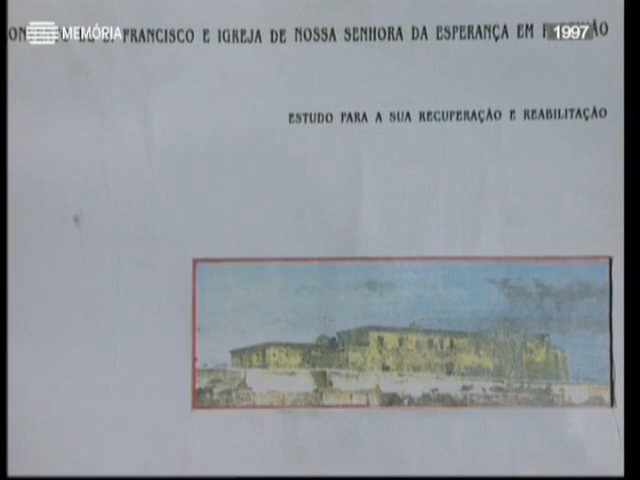 MEMÓRIA
1997
FRANCISCO E IGREJA DE NOSSA SENHORA DA ESPERANÇA EM
ESTUDO PARA A SUA RECUPERAÇÃO E REABILITAÇÃO